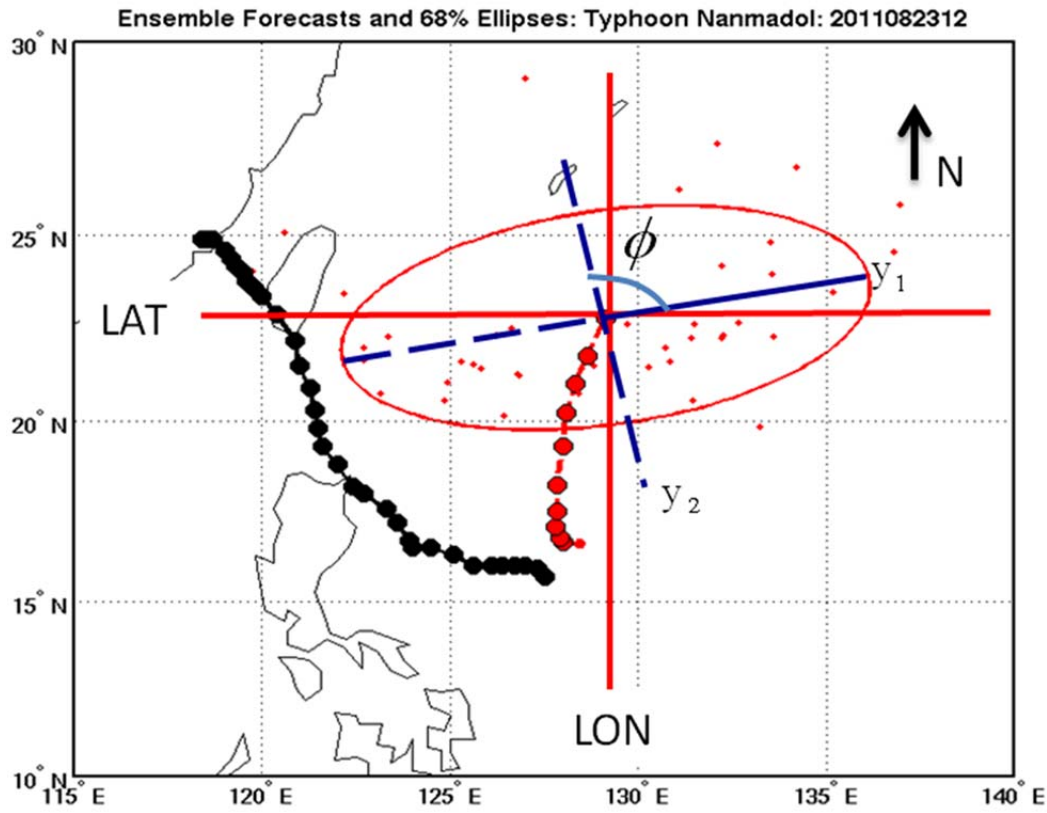 Ensemble Forecasts and 68% Ellipses: Typhoon Nanmadol: 2011082312
30° N
N
25° N
ϕ
y₁
LAT
20° N
y₂
15° N
LON
10° N
115° E 120° E 125° E 130° E 135° E 140° E